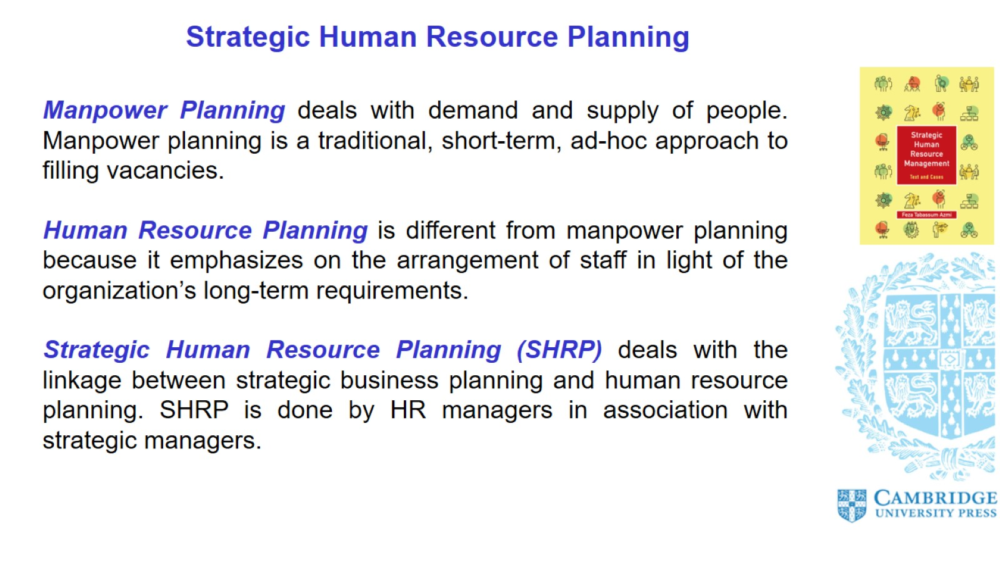 Strategic Human Resource Planning
Manpower Planning deals with demand and supply of people.
Manpower planning is a traditional, short-term, ad-hoc approach to
filling vacancies.
Human Resource Planning is different from manpower planning
because it emphasizes on the arrangement of staff in light of the
organization’s long-term requirements.
Strategic Human Resource Planning (SHRP) deals with the
linkage between strategic business planning and human resource
planning. SHRP is done by HR managers in association with
strategic managers.
Strategic
Human
Resource
Management
Text and Cases
Feza Tabassum Azmi
CAMBRIDGE
UNIVERSITY PRESS